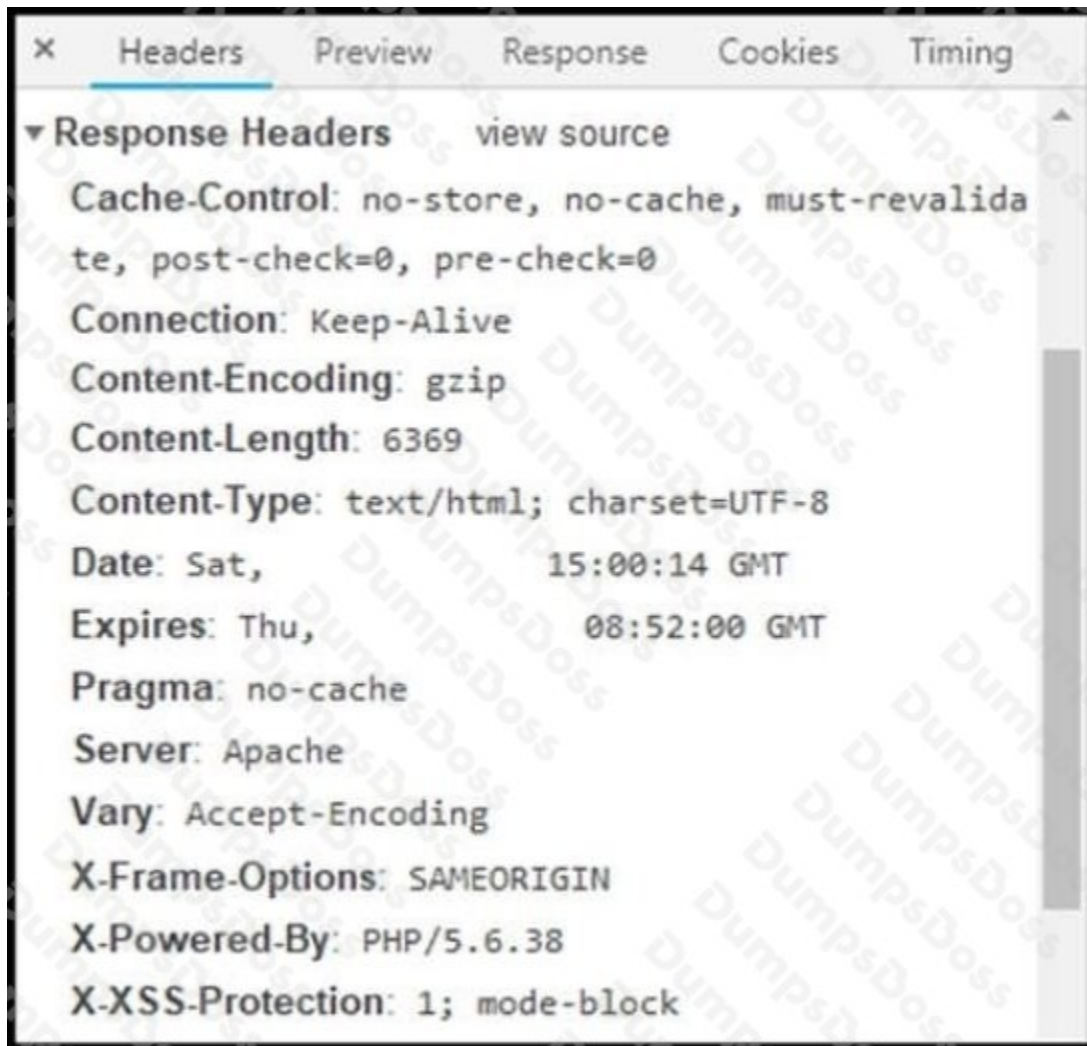 × Headers Preview Response Cookies Timing
▼ Response Headers view source
Cache-Control: no-store, no-cache, must-revalida
te, post-check=0, pre-check=0
Connection: Keep-Alive
Content-Encoding: gzip
Content-Length: 6369
Content-Type: text/html; charset=UTF-8
Date: Sat, 15:00:14 GMT
Expires: Thu, 08:52:00 GMT
Pragma: no-cache
Server: Apache
Vary: Accept-Encoding
X-Frame-Options: SAMEORIGIN
X-Powered-By: PHP/5.6.38
X-XSS-Protection: 1; mode-block
DumpsDoss